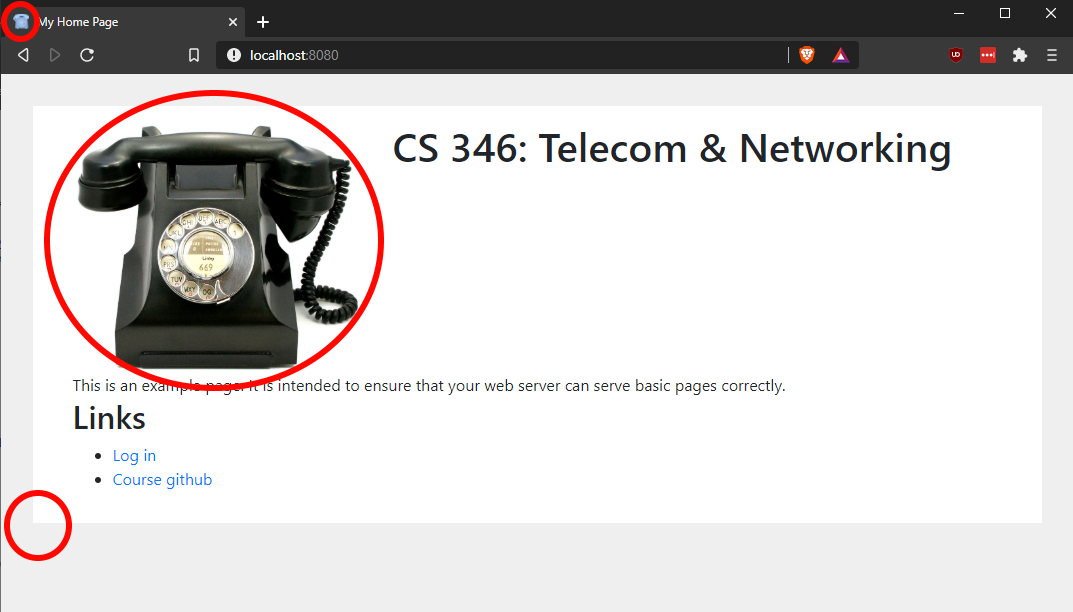 My Home Page
localhost:8080
CS 346: Telecom & Networking
669
This is an example page. It is intended to ensure that your web server can serve basic pages correctly.
Links
Log in
Course github